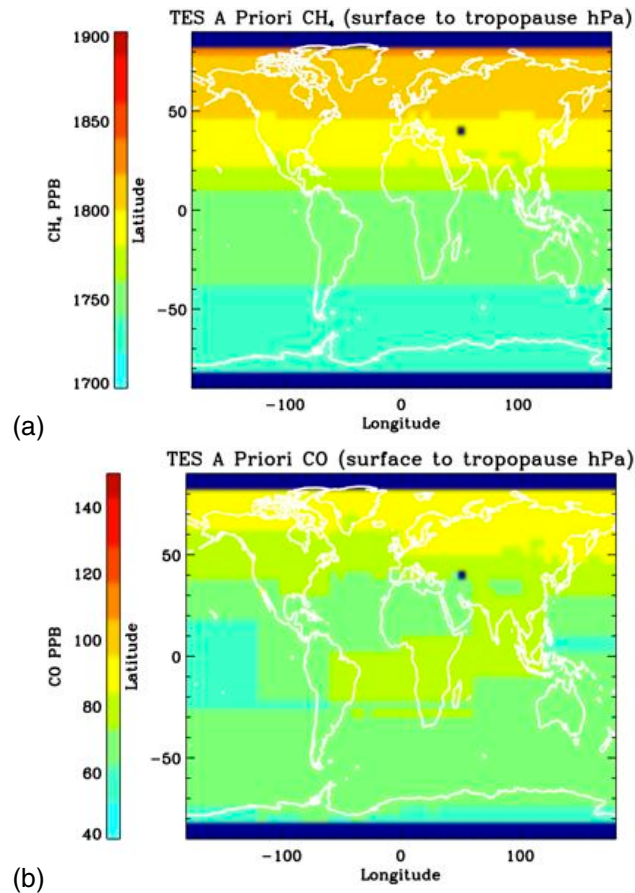 TES A Priori CH₄ (surface to tropopause hPa)
1900
1850
1800
1750
1700
CH₄ PPB
Latitude
50
0
−50
−100 0 100
Longitude
(a)
TES A Priori CO (surface to tropopause hPa)
140
120
100
80
60
40
CO PPB
Latitude
50
0
−50
−100 0 100
Longitude
(b)